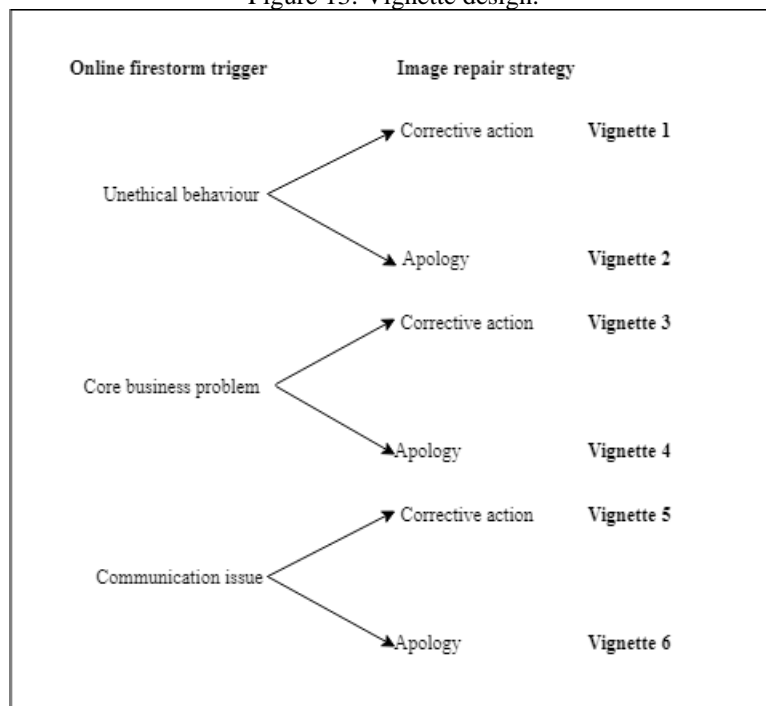 Figure 13: Vignette design.
Online firestorm trigger Image repair strategy
Corrective action Vignette 1
Unethical behaviour
Apology Vignette 2
Corrective action Vignette 3
Core business problem
Apology Vignette 4
Corrective action Vignette 5
Communication issue
Apology Vignette 6